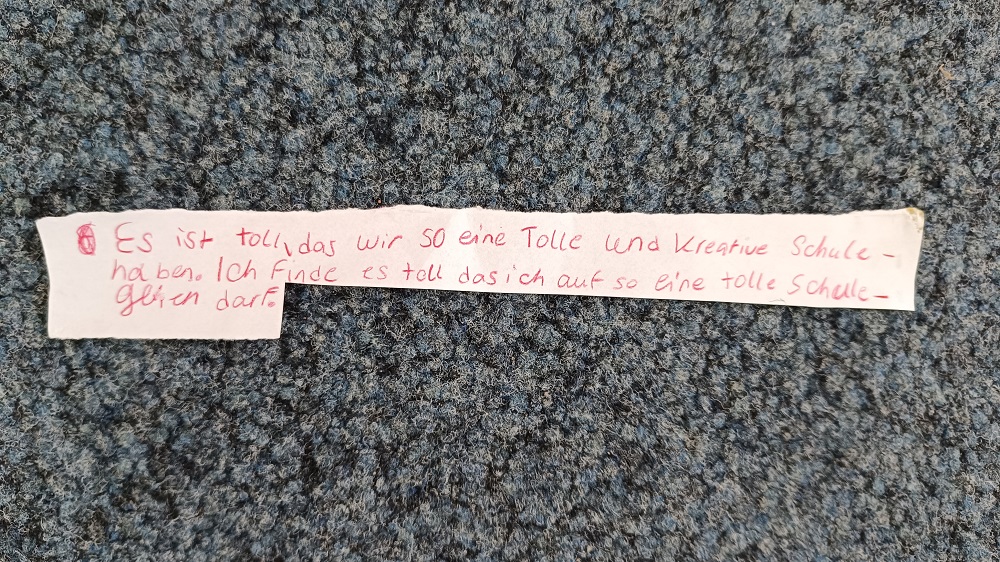 Es ist toll, das wir so eine Tolle und Kreative Schule -
haben. Ich Finde es toll das ich auf so eine tolle Schule -
gehen darf.